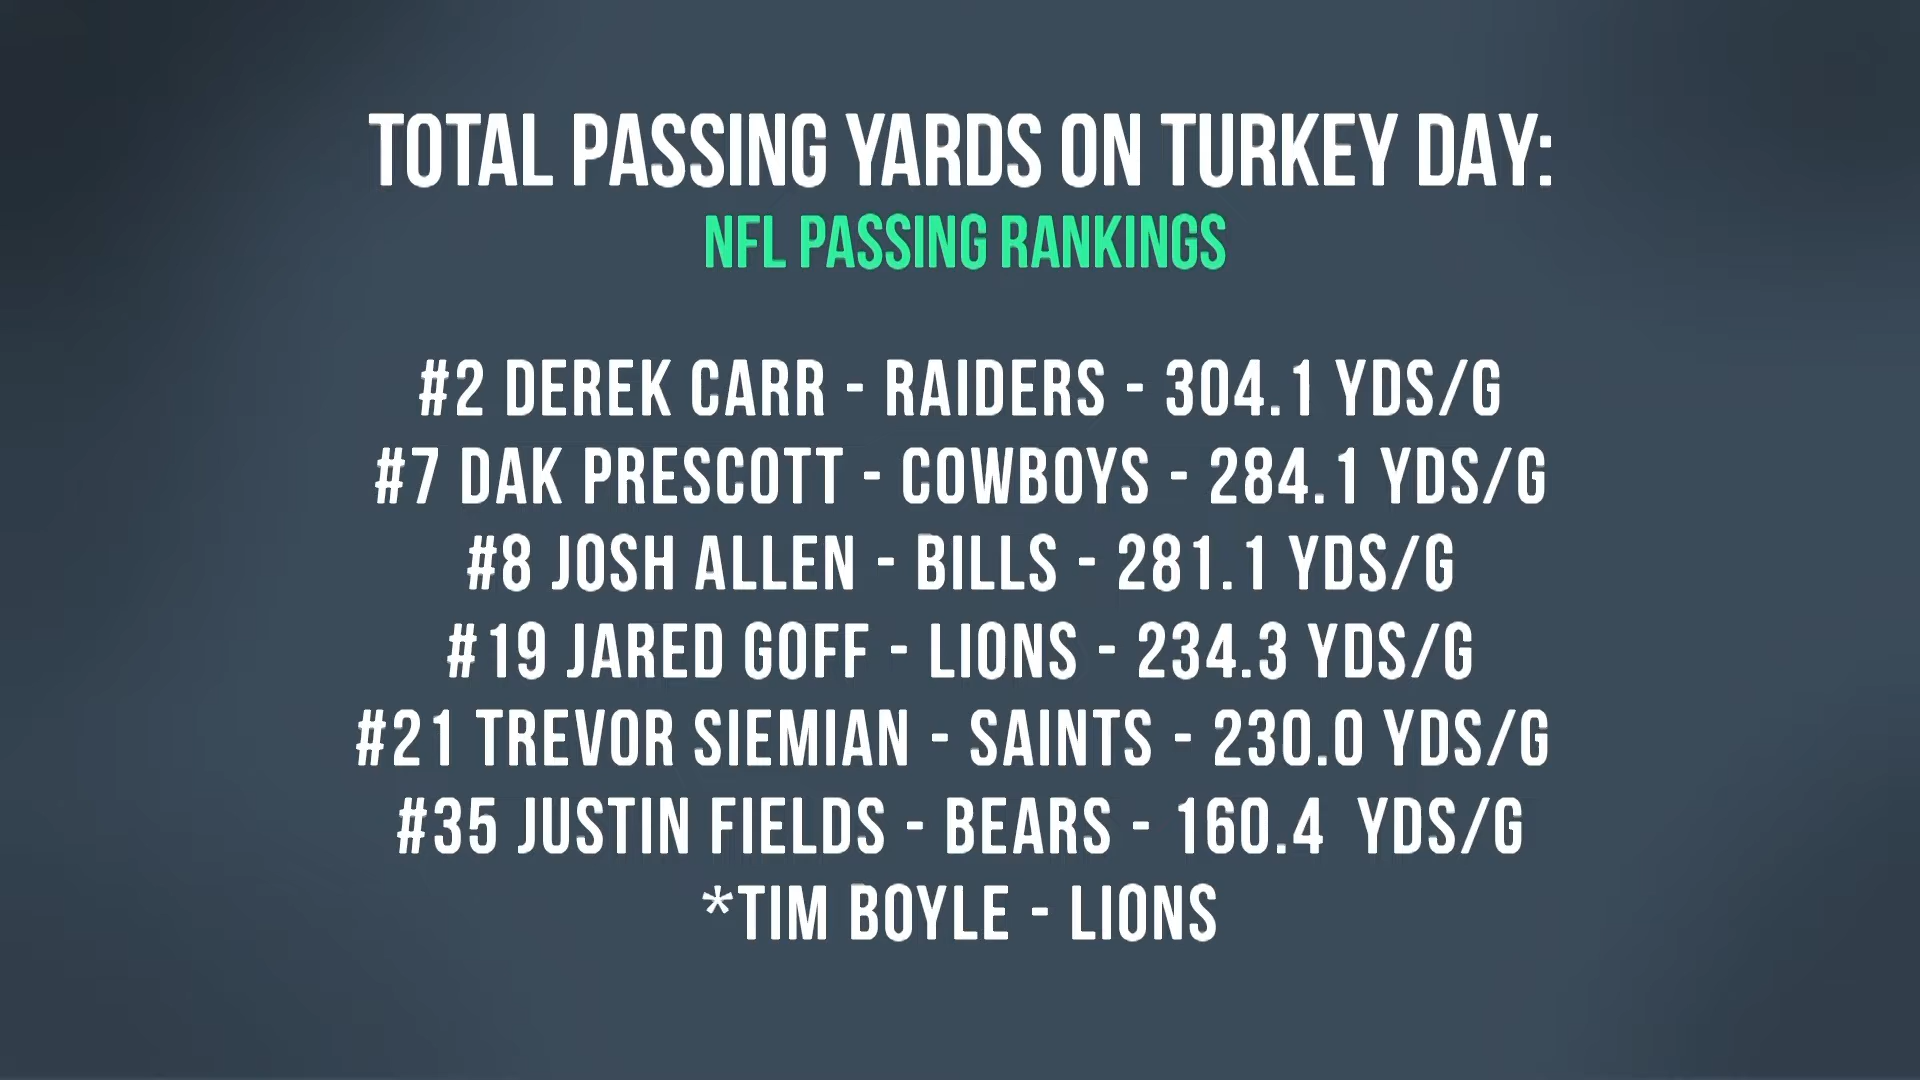 TOTAL PASSING YARDS ON TURKEY DAY:
NFL PASSING RANKINGS
#2 DEREK CARR - RAIDERS - 304.1 YDS/G
#7 DAK PRESCOTT - COWBOYS - 284.1 YDS/G
#8 JOSH ALLEN - BILLS - 281.1 YDS/G
#19 JARED GOFF - LIONS - 234.3 YDS/G
#21 TREVOR SIEMIAN - SAINTS - 230.0 YDS/G
#35 JUSTIN FIELDS - BEARS - 160.4 YDS/G
*TIM BOYLE - LIONS